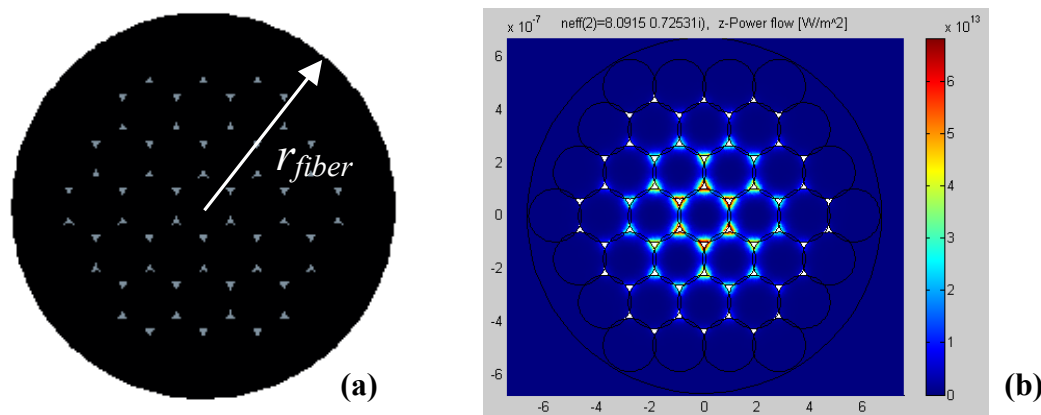 r_fiber
(a)
neff(2)=8.0915 0.72531i), z-Power flow [W/m^2]
x 10^-7
x 10^13
6
4
2
0
-2
-4
-6
-6 -4 -2 0 2 4 6
6
5
4
3
2
1
0
(b)